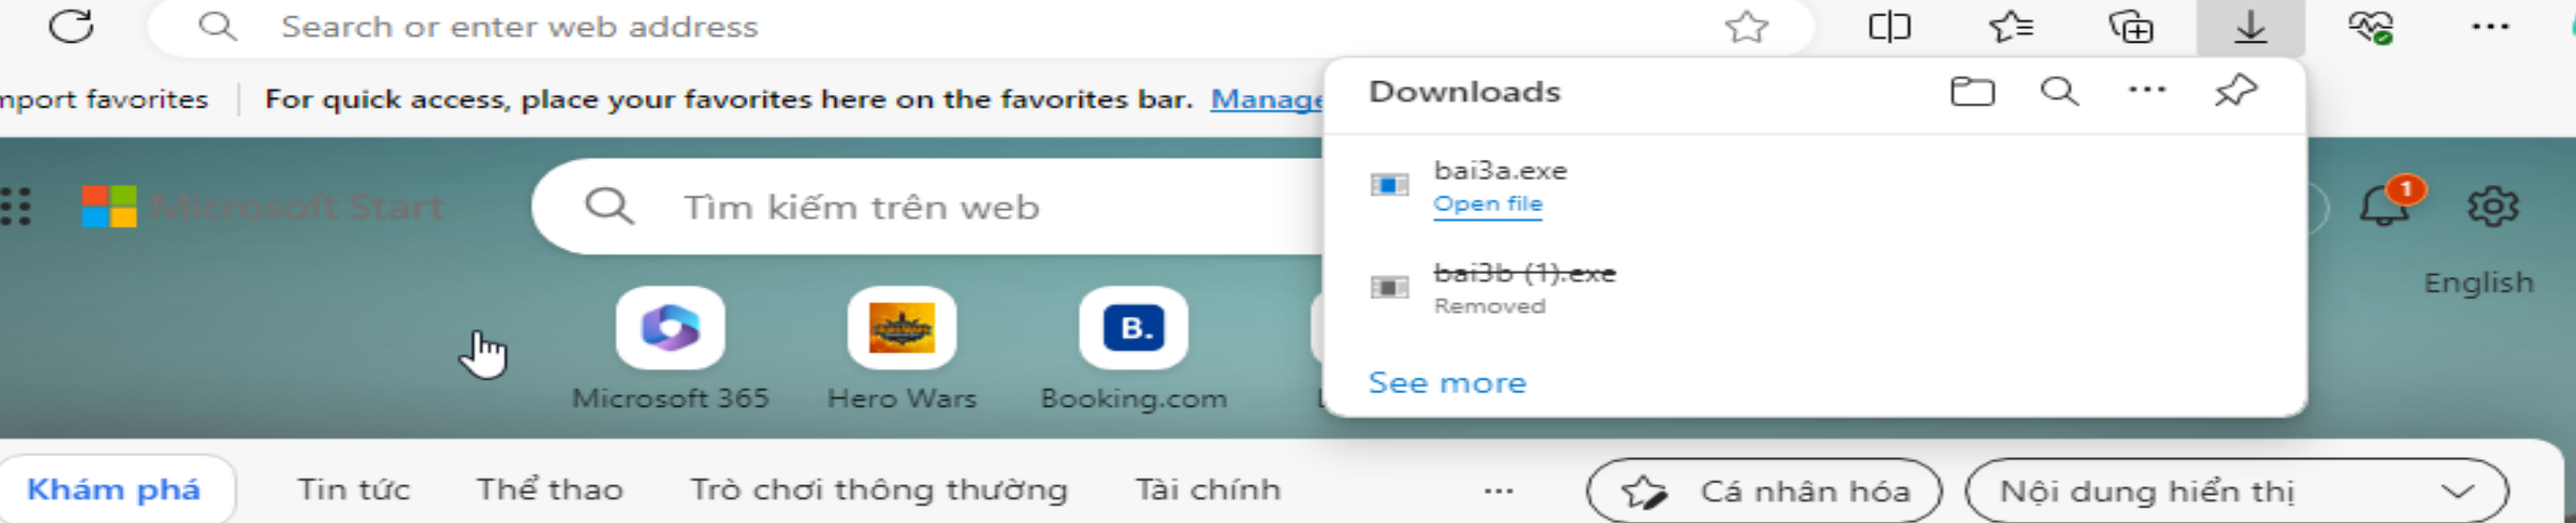 Search or enter web address
mport favorites
For quick access, place your favorites here on the favorites bar. Manage
Downloads
bai3a.exe
Open file
bai3b (1).exe
Removed
See more
Microsoft Start
Tìm kiếm trên web
1
English
Microsoft 365
Hero Wars
B.
Booking.com
Khám phá
Tin tức
Thể thao
Trò chơi thông thường
Tài chính
...
Cá nhân hóa
Nội dung hiển thị